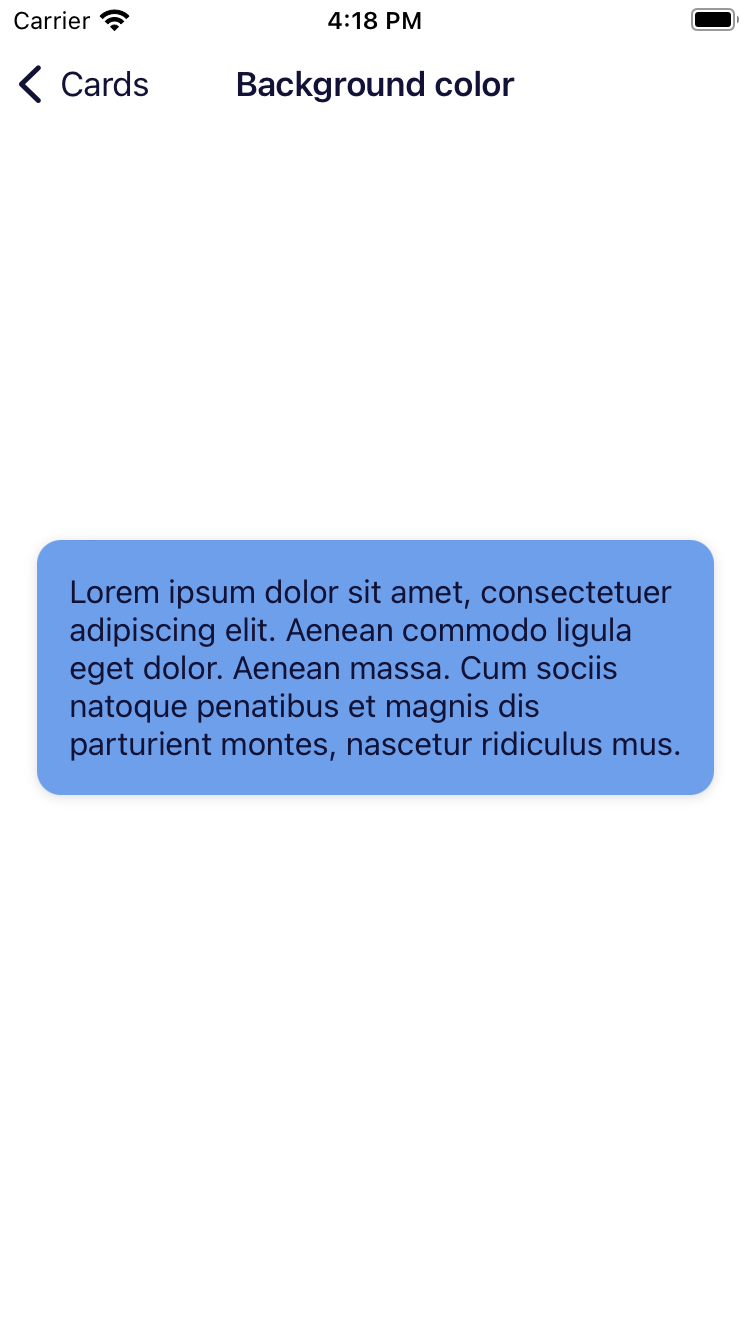 Carrier 4:18 PM
Cards Background color
Lorem ipsum dolor sit amet, consectetuer
adipiscing elit. Aenean commodo ligula
eget dolor. Aenean massa. Cum sociis
natoque penatibus et magnis dis
parturient montes, nascetur ridiculus mus.